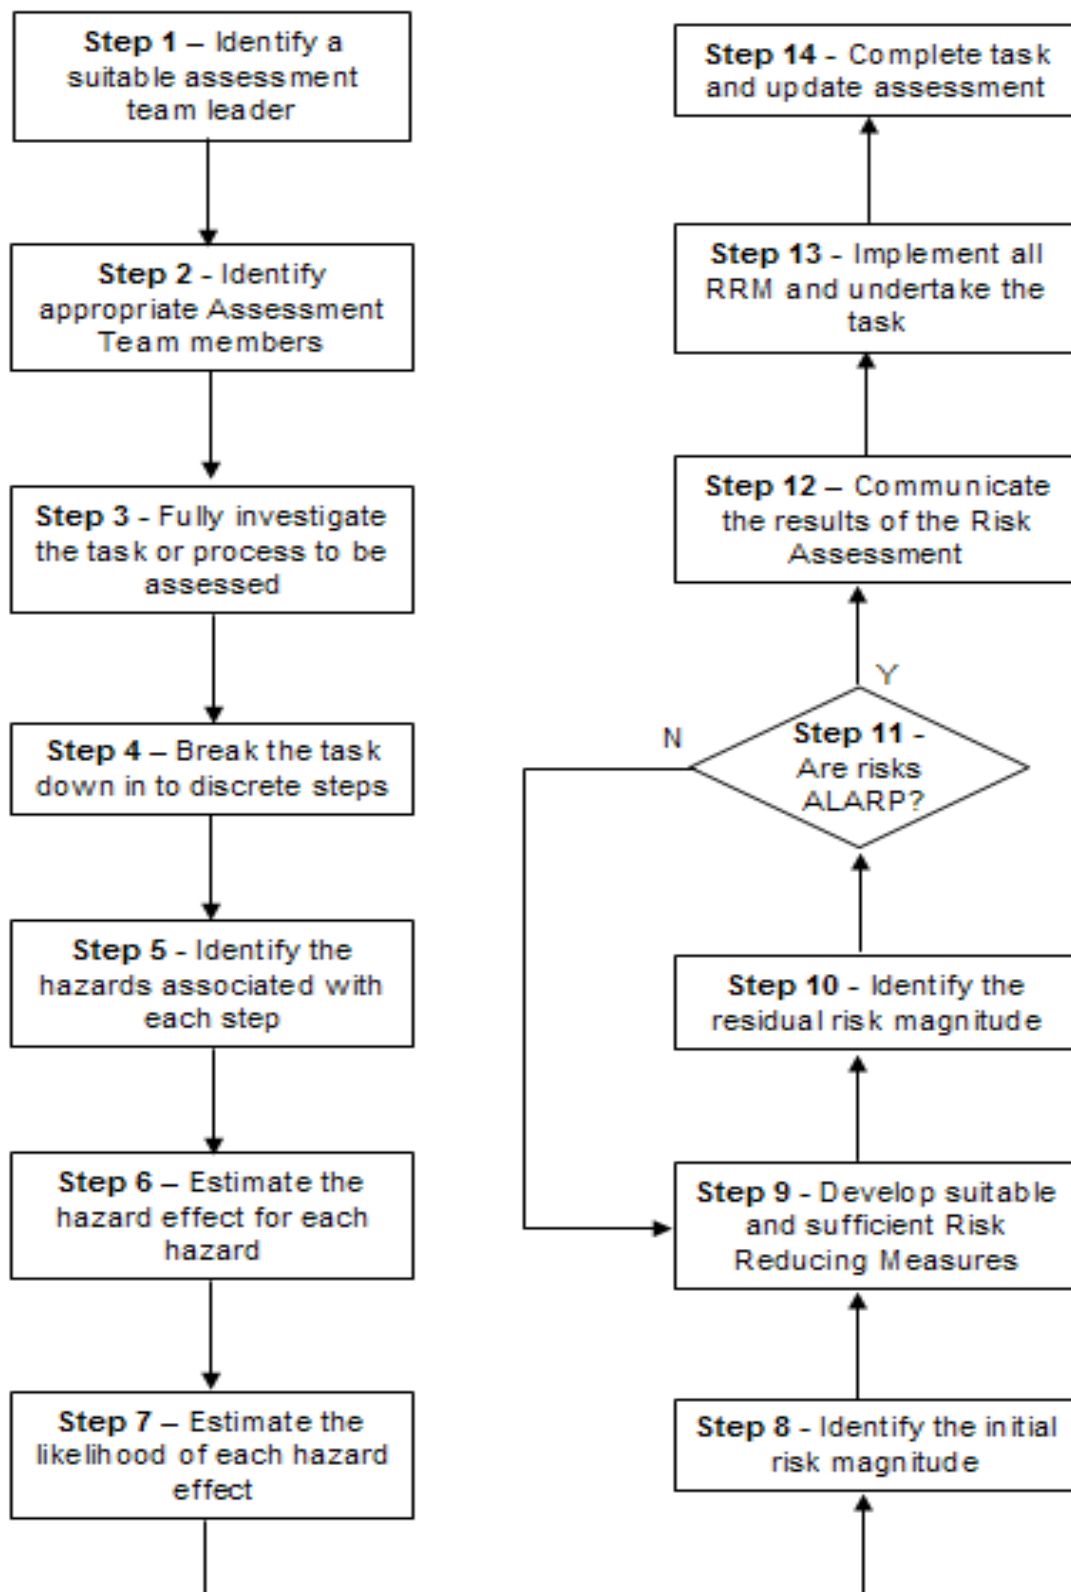 Step 1 – Identify a
suitable assessment
team leader
Step 2 - Identify
appropriate Assessment
Team members
Step 3 - Fully investigate
the task or process to be
assessed
Step 4 – Break the task
down in to discrete steps
Step 5 - Identify the
hazards associated with
each step
Step 6 – Estimate the
hazard effect for each
hazard
Step 7 – Estimate the
likelihood of each hazard
effect
Step 14 - Complete task
and update assessment
Step 13 - Implement all
RRM and undertake the
task
Step 12 – Communicate
the results of the Risk
Assessment
Y
N
Step 11 -
Are risks
ALARP?
Step 10 - Identify the
residual risk magnitude
Step 9 - Develop suitable
and sufficient Risk
Reducing Measures
Step 8 - Identify the initial
risk magnitude